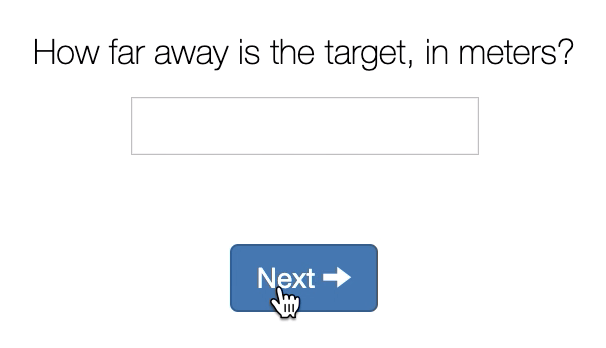 How far away is the target, in meters?
Next